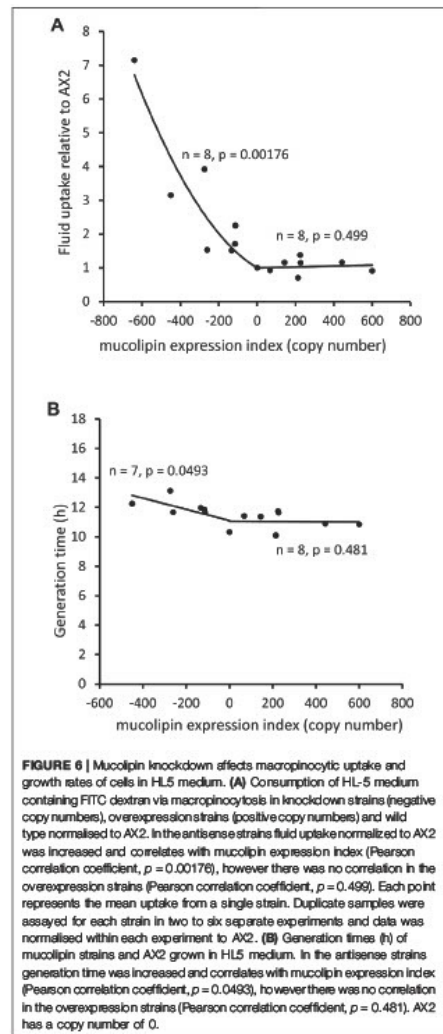 A
8
7
6
5
4
3
2
1
0
Fluid uptake relative to AX2
n = 8, p = 0.00176
n = 8, p = 0.499
-800 -600 -400 -200 0 200 400 600 800
mucolipin expression index (copy number)
B
18
16
14
12
10
8
6
4
2
0
Generation time (h)
n = 7, p = 0.0493
n = 8, p = 0.481
-600 -400 -200 0 200 400 600 800
mucolipin expression index (copy number)
FIGURE 6 | Mucolipin knockdown affects macropinocytic uptake and
growth rates of cells in HL5 medium. (A) Consumption of HL-5 medium
containing FITC dextran via macropinocytosis in knockdown strains (negative
copy numbers), overexpression strains (positive copy numbers) and wild
type normalised to AX2. In the antisense strains fluid uptake normalized to AX2
was increased and correlates with mucolipin expression index (Pearson
correlation coefficient, p = 0.00176), however there was no correlation in the
overexpression strains (Pearson correlation coefficient, p = 0.499). Each point
represents the mean uptake from a single strain. Duplicate samples were
assayed for each strain in two to six separate experiments and data was
normalised within each experiment to AX2. (B) Generation times (h) of
mucolipin strains and AX2 grown in HL5 medium. In the antisense strains
generation time was increased and correlates with mucolipin expression index
(Pearson correlation coefficient, p = 0.0493), however there was no correlation
in the overexpression strains (Pearson correlation coefficient, p = 0.481). AX2
has a copy number of 0.